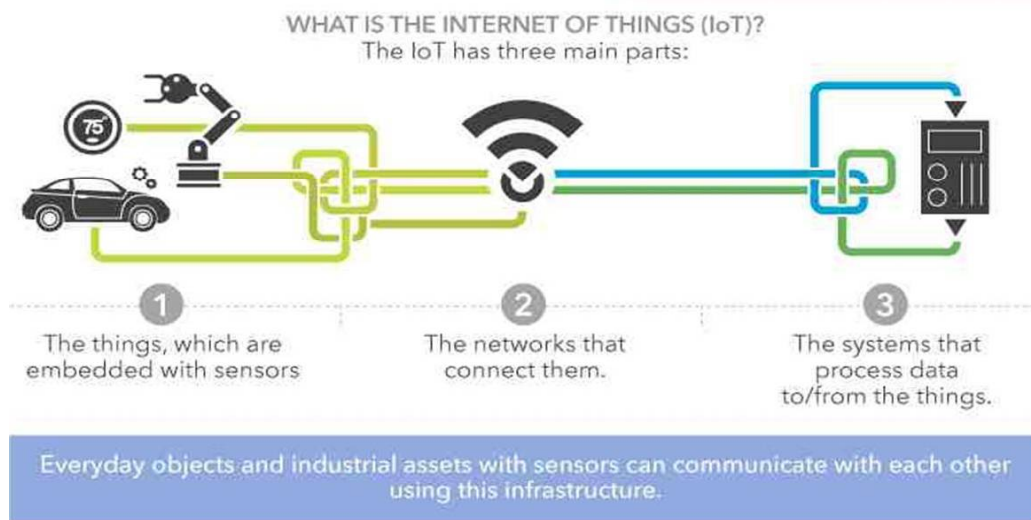 WHAT IS THE INTERNET OF THINGS (IoT)?
The IoT has three main parts:
75°
1
The things, which are
embedded with sensors
2
The networks that
connect them.
3
The systems that
process data
to/from the things.
Everyday objects and industrial assets with sensors can communicate with each other
using this infrastructure.